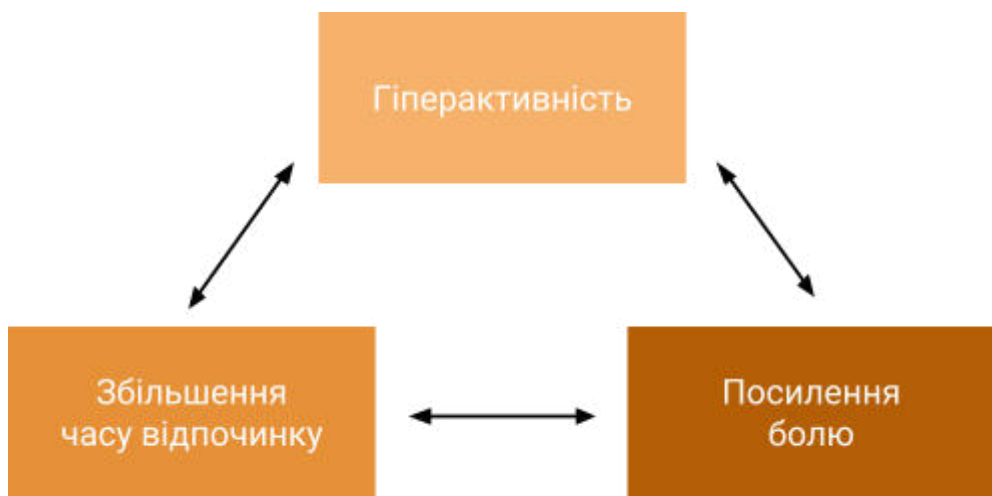 Гіперактивність
Збільшення
часу відпочинку
Посилення
болю